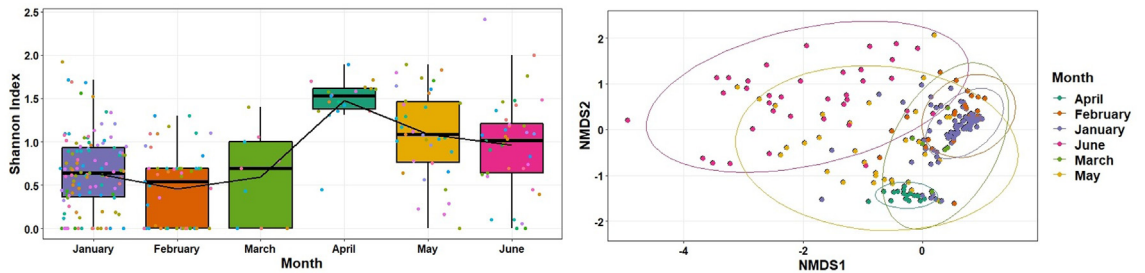 2.5
2.0
1.5
1.0
0.5
0.0
Shannon Index
January February March April May June
Month
2
1
0
-1
-2
NMDS2
-4 -2 0
NMDS1
Month
April
February
January
June
March
May